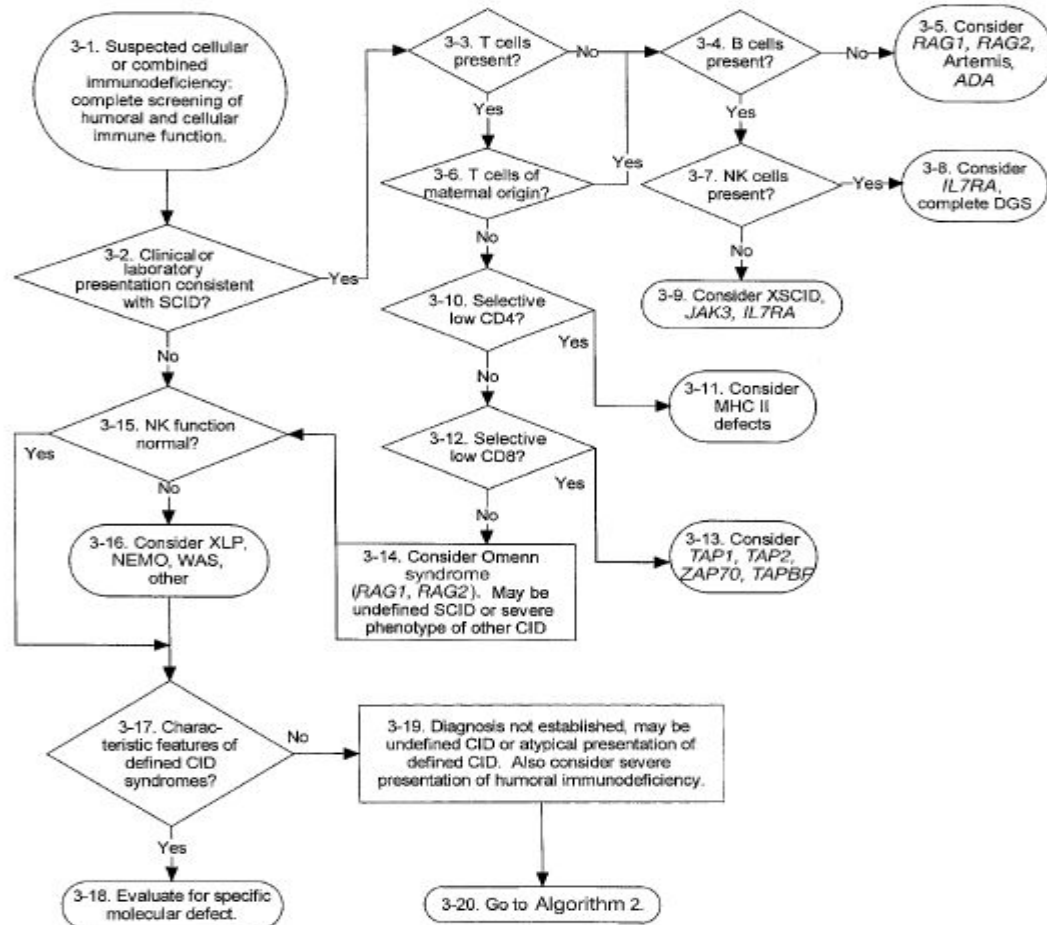 3-1. Suspected cellular
or combined
immunodeficiency:
complete screening of
humoral and cellular
immune function.
3-2. Clinical or
laboratory
presentation consistent
with SCID?
Yes
No
3-3. T cells
present?
No
Yes
3-4. B cells
present?
No
Yes
3-5. Consider
RAG1, RAG2,
Artemis,
ADA
3-6. T cells of
maternal origin?
Yes
No
3-7. NK cells
present?
Yes
No
3-8. Consider
IL7RA,
complete DGS
3-9. Consider XSCID,
JAK3, IL7RA
3-10. Selective
low CD4?
Yes
No
3-11. Consider
MHC II
defects
3-12. Selective
low CD8?
Yes
No
3-13. Consider
TAP1, TAP2,
ZAP70, TAPBP
3-14. Consider Omenn
syndrome
(RAG1, RAG2). May be
undefined SCID or severe
phenotype of other CID
3-15. NK function
normal?
Yes
No
3-16. Consider XLP,
NEMO, WAS,
other
3-17. Charac-
teristic features of
defined CID
syndromes?
No
Yes
3-18. Evaluate for specific
molecular defect.
3-19. Diagnosis not established, may be
undefined CID or atypical presentation of
defined CID. Also consider severe
presentation of humoral immunodeficiency.
3-20. Go to Algorithm 2.